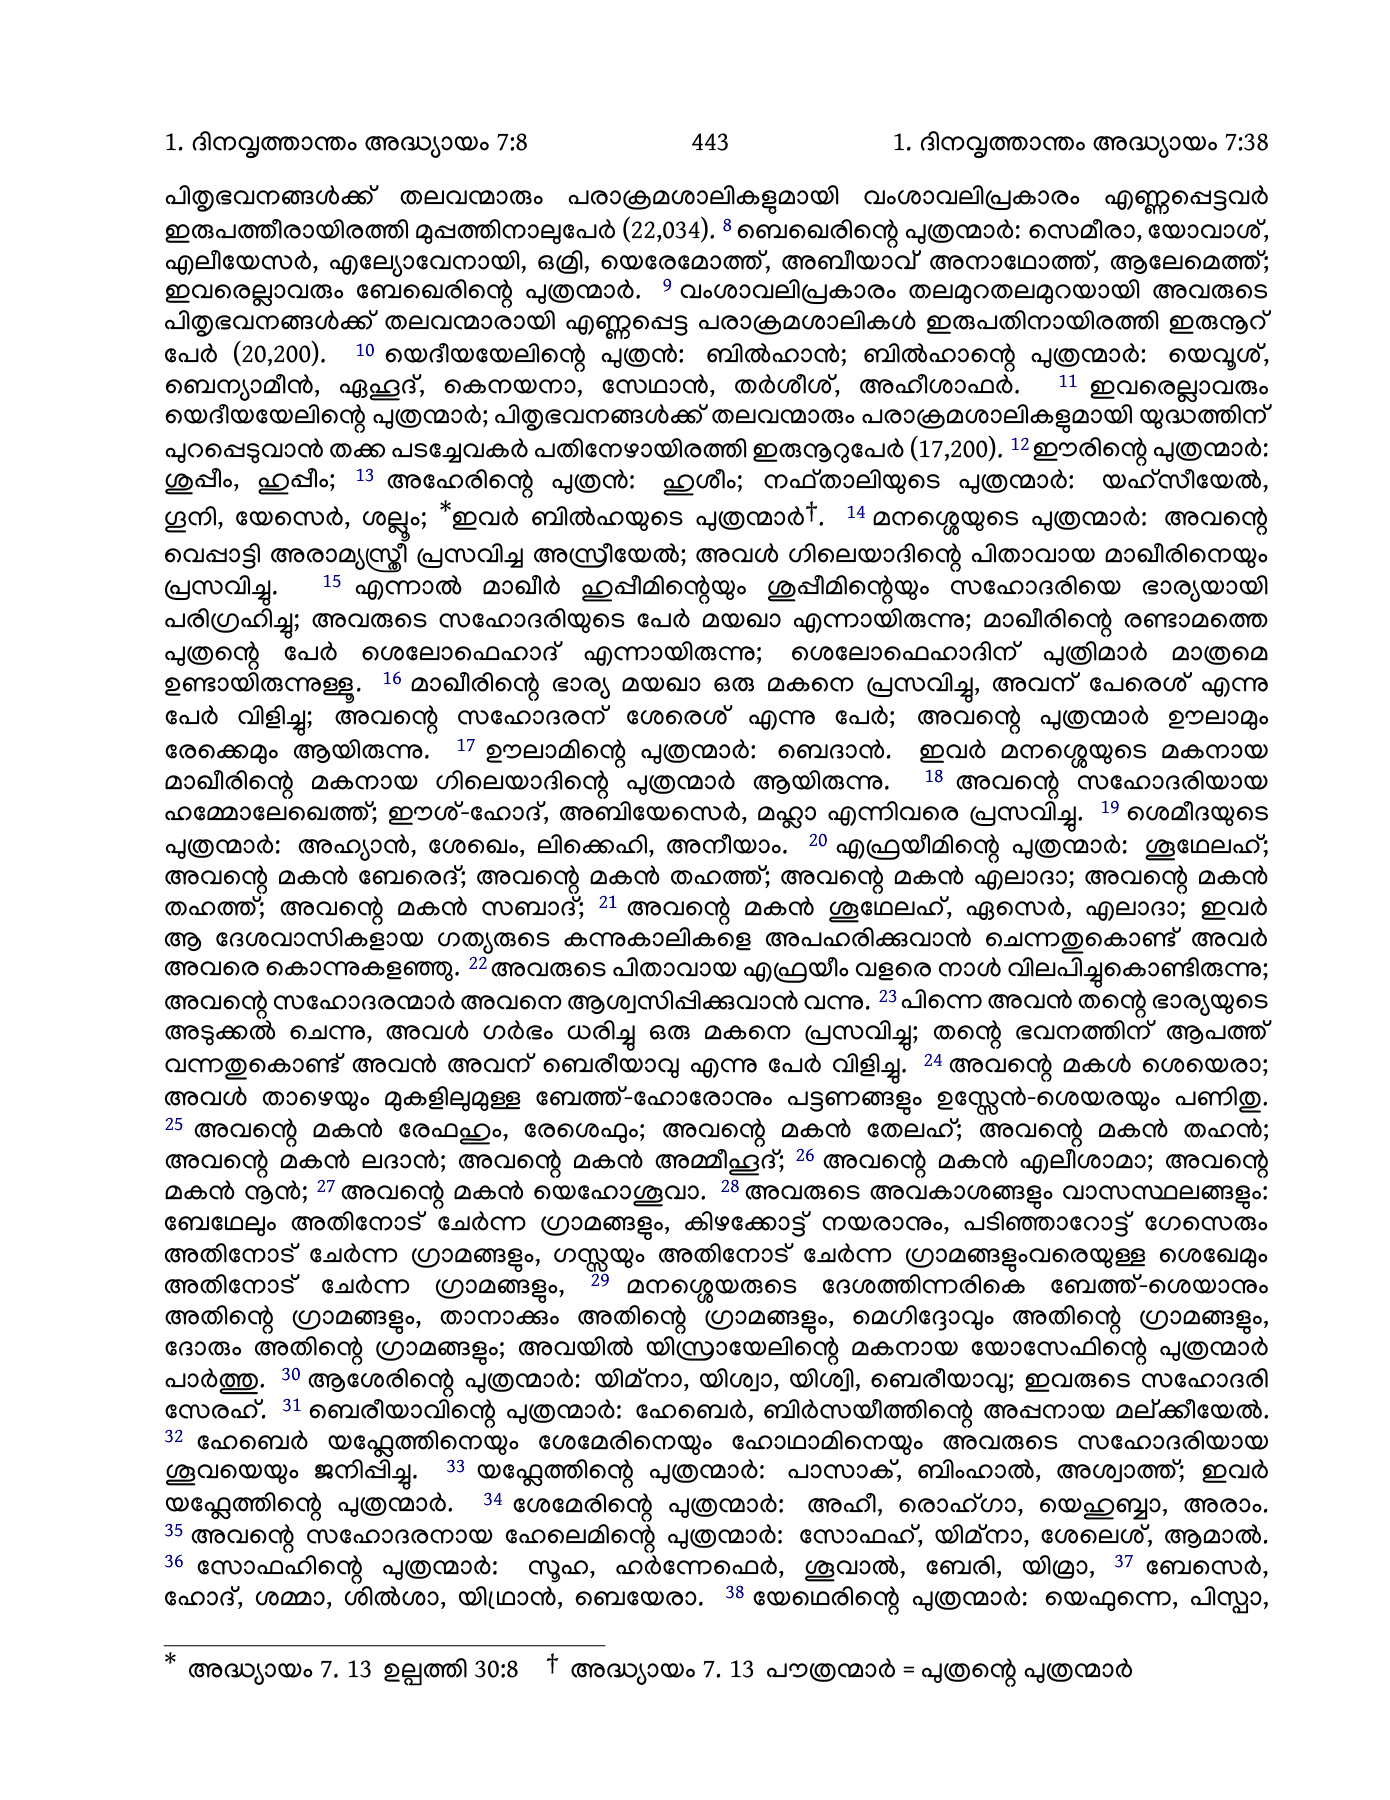 1. ദിനവൃത്താന്തം അദ്ധ്യായം 7:8 443 1. ദിനവൃത്താന്തം അദ്ധ്യായം 7:38
പിതൃഭവനങ്ങൾക്ക് തലവന്മാരും പരാക്രമശാലികളുമായി വംശാവലിപ്രകാരം എണ്ണപ്പെട്ടവർ
ഇരുപത്തീരായിരത്തി മുപ്പത്തിനാലുപേർ (22,034). 8 ബെഖെരിന്റെ പുത്രന്മാർ: സെമീരാ, യോവാശ്,
എലീയേസർ, എല്യോവേനായി, ഒമ്രി, യെരേമോത്ത്, അബീയാവ് അനാഥോത്ത്, ആലേമെത്ത്;
ഇവരെല്ലാവരും ബേഖെരിന്റെ പുത്രന്മാർ. 9 വംശാവലിപ്രകാരം തലമുറതലമുറയായി അവരുടെ
പിതൃഭവനങ്ങൾക്ക് തലവന്മാരായി എണ്ണപ്പെട്ട പരാക്രമശാലികൾ ഇരുപതിനായിരത്തി ഇരുനൂറ്
പേർ (20,200). 10 യെദീയയേലിന്റെ പുത്രൻ: ബിൽഹാൻ; ബിൽഹാന്റെ പുത്രന്മാർ: യെവൂശ്,
ബെന്യാമീൻ, ഏഹൂദ്, കെനയനാ, സേഥാൻ, തർശീശ്, അഹീശാഫർ. 11 ഇവരെല്ലാവരും
യെദീയയേലിന്റെ പുത്രന്മാർ; പിതൃഭവനങ്ങൾക്ക് തലവന്മാരും പരാക്രമശാലികളുമായി യുദ്ധത്തിന്
പുറപ്പെടുവാൻ തക്ക പടച്ചേവകർ പതിനേഴായിരത്തി ഇരുനൂറുപേർ (17,200). 12 ഈരിന്റെ പുത്രന്മാർ:
ശുപ്പീം, ഹുപ്പീം; 13 അഹേരിന്റെ പുത്രൻ: ഹുശീം; നഫ്താലിയുടെ പുത്രന്മാർ: യഹ്സീയേൽ,
ഗൂനി, യേസെർ, ശല്ലൂം; *ഇവർ ബിൽഹയുടെ പുത്രന്മാർ†. 14 മനശ്ശെയുടെ പുത്രന്മാർ: അവന്റെ
വെപ്പാട്ടി അരാമ്യസ്ത്രീ പ്രസവിച്ച അസ്രീയേൽ; അവൾ ഗിലെയാദിന്റെ പിതാവായ മാഖീരിനെയും
പ്രസവിച്ചു. 15 എന്നാൽ മാഖീർ ഹുപ്പീമിന്റെയും ശുപ്പീമിന്റെയും സഹോദരിയെ ഭാര്യയായി
പരിഗ്രഹിച്ചു; അവരുടെ സഹോദരിയുടെ പേർ മയഖാ എന്നായിരുന്നു; മാഖീരിന്റെ രണ്ടാമത്തെ
പുത്രന്റെ പേർ ശെലോഫെഹാദ് എന്നായിരുന്നു; ശെലോഫെഹാദിന് പുത്രിമാർ മാത്രമെ
ഉണ്ടായിരുന്നുള്ളൂ. 16 മാഖീരിന്റെ ഭാര്യ മയഖാ ഒരു മകനെ പ്രസവിച്ചു, അവന് പേരെശ് എന്നു
പേർ വിളിച്ചു; അവന്റെ സഹോദരന് ശേരെശ് എന്നു പേർ; അവന്റെ പുത്രന്മാർ ഊലാമും
രേക്കെമും ആയിരുന്നു. 17 ഊലാമിന്റെ പുത്രന്മാർ: ബെദാൻ. ഇവർ മനശ്ശെയുടെ മകനായ
മാഖീരിന്റെ മകനായ ഗിലെയാദിന്റെ പുത്രന്മാർ ആയിരുന്നു. 18 അവന്റെ സഹോദരിയായ
ഹമ്മോലേഖെത്ത്; ഈശ്-ഹോദ്, അബിയേസെർ, മഹ്ലാ എന്നിവരെ പ്രസവിച്ചു. 19 ശെമീദയുടെ
പുത്രന്മാർ: അഹ്യാൻ, ശേഖെം, ലിക്കെഹി, അനീയാം. 20 എഫ്രയീമിന്റെ പുത്രന്മാർ: ശൂഥേലഹ്;
അവന്റെ മകൻ ബേരെദ്; അവന്റെ മകൻ തഹത്ത്; അവന്റെ മകൻ എലാദാ; അവന്റെ മകൻ
തഹത്ത്; അവന്റെ മകൻ സബാദ്; 21 അവന്റെ മകൻ ശൂഥേലഹ്, ഏസെർ, എലാദാ; ഇവർ
ആ ദേശവാസികളായ ഗത്യരുടെ കന്നുകാലികളെ അപഹരിക്കുവാൻ ചെന്നതുകൊണ്ട് അവർ
അവരെ കൊന്നുകളഞ്ഞു. 22 അവരുടെ പിതാവായ എഫ്രയീം വളരെ നാൾ വിലപിച്ചുകൊണ്ടിരുന്നു;
അവന്റെ സഹോദരന്മാർ അവനെ ആശ്വസിപ്പിക്കുവാൻ വന്നു. 23 പിന്നെ അവൻ തന്റെ ഭാര്യയുടെ
അടുക്കൽ ചെന്നു, അവൾ ഗർഭം ധരിച്ചു ഒരു മകനെ പ്രസവിച്ചു; തന്റെ ഭവനത്തിന് ആപത്ത്
വന്നതുകൊണ്ട് അവൻ അവന് ബെരീയാവു എന്നു പേർ വിളിച്ചു. 24 അവന്റെ മകൾ ശെയെരാ;
അവൾ താഴെയും മുകളിലുമുള്ള ബേത്ത്-ഹോരോനും പട്ടണങ്ങളും ഉസ്സേൻ-ശെയരയും പണിതു.
25 അവന്റെ മകൻ രേഫഹും, രേശെഫും; അവന്റെ മകൻ തേലഹ്; അവന്റെ മകൻ തഹൻ;
അവന്റെ മകൻ ലദാൻ; അവന്റെ മകൻ അമ്മീഹൂദ്; 26 അവന്റെ മകൻ എലീശാമാ; അവന്റെ
മകൻ നൂൻ; 27 അവന്റെ മകൻ യെഹോശൂവാ. 28 അവരുടെ അവകാശങ്ങളും വാസസ്ഥലങ്ങളും:
ബേഥേലും അതിനോട് ചേർന്ന ഗ്രാമങ്ങളും, കിഴക്കോട്ട് നയരാനും, പടിഞ്ഞാറോട്ട് ഗേസെരും
അതിനോട് ചേർന്ന ഗ്രാമങ്ങളും, ഗസ്സയും അതിനോട് ചേർന്ന ഗ്രാമങ്ങളുംവരെയുള്ള ശെഖേമും
അതിനോട് ചേർന്ന ഗ്രാമങ്ങളും, 29 മനശ്ശെയരുടെ ദേശത്തിന്നരികെ ബേത്ത്-ശെയാനും
അതിന്റെ ഗ്രാമങ്ങളും, താനാക്കും അതിന്റെ ഗ്രാമങ്ങളും, മെഗിദ്ദോവും അതിന്റെ ഗ്രാമങ്ങളും,
ദോരും അതിന്റെ ഗ്രാമങ്ങളും; അവയിൽ യിസ്രായേലിന്റെ മകനായ യോസേഫിന്റെ പുത്രന്മാർ
പാർത്തു. 30 ആശേരിന്റെ പുത്രന്മാർ: യിമ്നാ, യിശ്വാ, യിശ്വി, ബെരീയാവു; ഇവരുടെ സഹോദരി
സേരഹ്. 31 ബെരീയാവിന്റെ പുത്രന്മാർ: ഹേബെർ, ബിർസയീത്തിന്റെ അപ്പനായ മല്ക്കീയേൽ.
32 ഹേബെർ യഫ്ലേത്തിനെയും ശേമേരിനെയും ഹോഥാമിനെയും അവരുടെ സഹോദരിയായ
ശൂവയെയും ജനിപ്പിച്ചു. 33 യഫ്ലേത്തിന്റെ പുത്രന്മാർ: പാസാക്, ബിംഹാൽ, അശ്വാത്ത്; ഇവർ
യഫ്ലേത്തിന്റെ പുത്രന്മാർ. 34 ശേമേരിന്റെ പുത്രന്മാർ: അഹീ, രൊഹ്ഗാ, യെഹുബ്ബാ, അരാം.
35 അവന്റെ സഹോദരനായ ഹേലെമിന്റെ പുത്രന്മാർ: സോഫഹ്, യിമ്നാ, ശേലെശ്, ആമാൽ.
36 സോഫഹിന്റെ പുത്രന്മാർ: സൂഹ, ഹർന്നേഫെർ, ശൂവാൽ, ബേരി, യിമ്രാ, 37 ബേസെർ,
ഹോദ്, ശമ്മാ, ശിൽശാ, യിഥ്രാൻ, ബെയേരാ. 38 യേഥെരിന്റെ പുത്രന്മാർ: യെഫുന്നെ, പിസ്പാ,
* അദ്ധ്യായം 7. 13 ഉല്പത്തി 30:8 † അദ്ധ്യായം 7. 13 പൗത്രന്മാർ = പുത്രന്റെ പുത്രന്മാർ